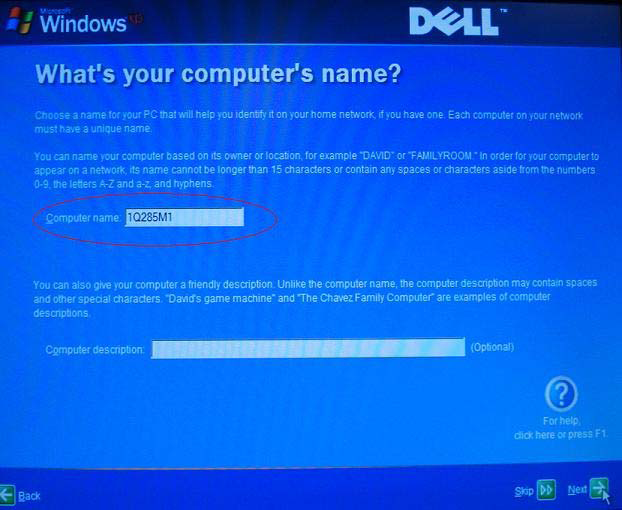 Microsoft
Windows xp
DELL™
What's your computer's name?
Choose a name for your PC that will help you identify it on your home network, if you have one. Each computer on your network
must have a unique name.
You can name your computer based on its owner or location, for example "DAVID" or "FAMILYROOM." In order for your computer to
appear on a network, its name cannot be longer than 15 characters or contain any spaces or characters aside from the numbers
0-9, the letters A-Z and a-z, and hyphens.
Computer name: 1Q285M1
You can also give your computer a friendly description. Unlike the computer name, the computer description may contain spaces
and other special characters. "David's game machine" and "The Chavez Family Computer" are examples of computer
descriptions.
Computer description: (Optional)
?
For help,
click here or press F1.
Back
Skip Next